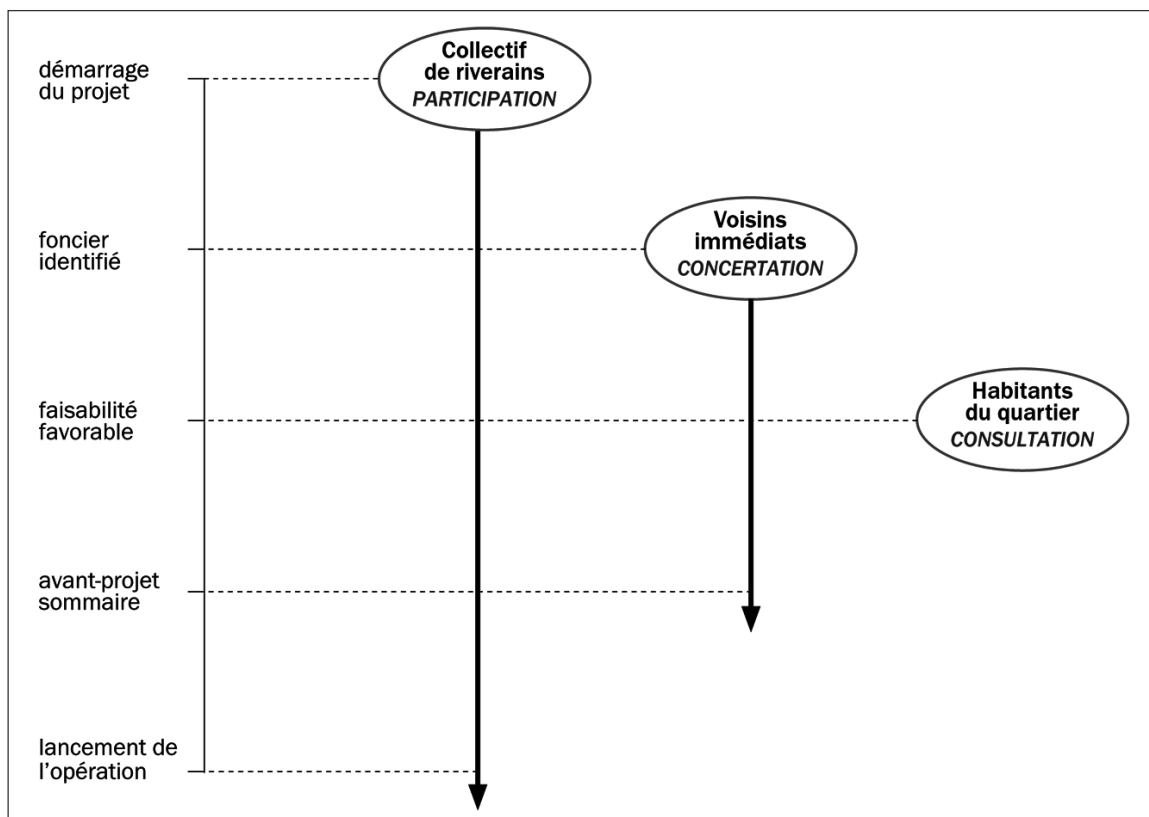 démarrage
du projet
Collectif
de riverains
PARTICIPATION
foncier
identifié
Voisins
immédiats
CONCERTATION
faisabilité
favorable
Habitants
du quartier
CONSULTATION
avant-projet
sommaire
lancement de
l'opération